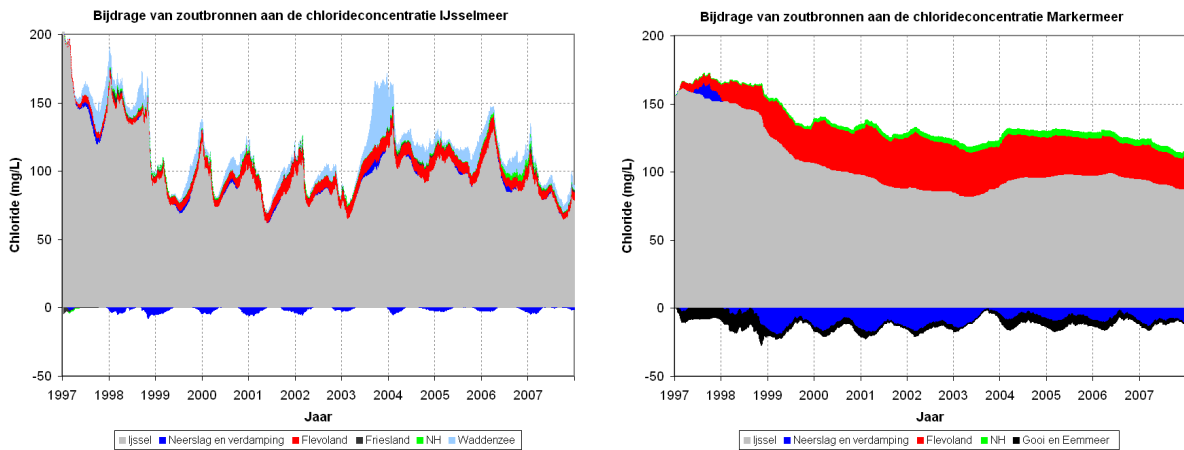 Bijdrage van zoutbronnen aan de chlorideconcentratie IJsselmeer
200
150
100
50
0
-50
Chloride (mg/L)
1997 1998 1999 2000 2001 2002 2003 2004 2005 2006 2007
Jaar
Ijssel Neerslag en verdamping Flevoland Friesland NH Waddenzee
Bijdrage van zoutbronnen aan de chlorideconcentratie Markermeer
200
150
100
50
0
-50
Chloride (mg/L)
1997 1998 1999 2000 2001 2002 2003 2004 2005 2006 2007
Jaar
Ijssel Neerslag en verdamping Flevoland NH Gooi en Eemmeer